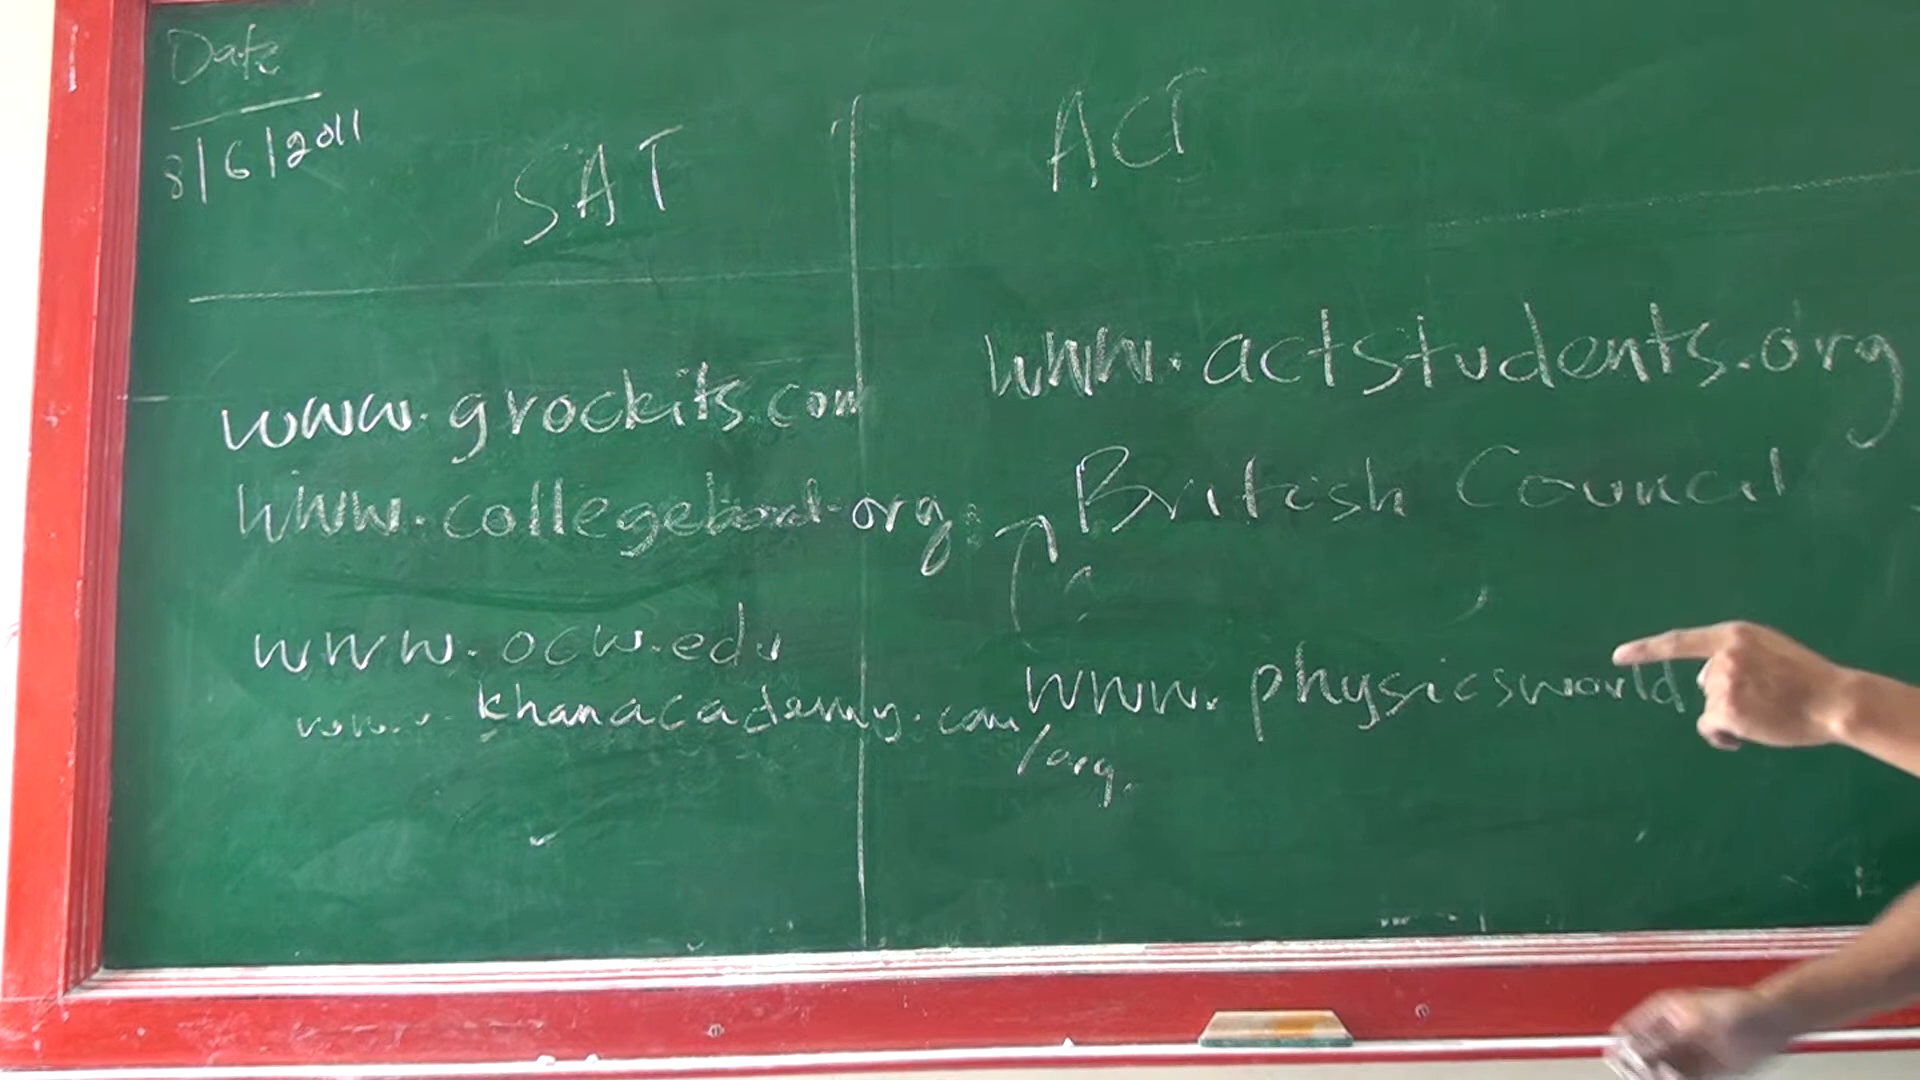 Date
8/6/2011
SAT
ACT
www.grockits.com
www.actstudents.org
www.collegebord.org
British Council
www.ocw.edu
www.khanacademy.com
/org.
www.physicsworld